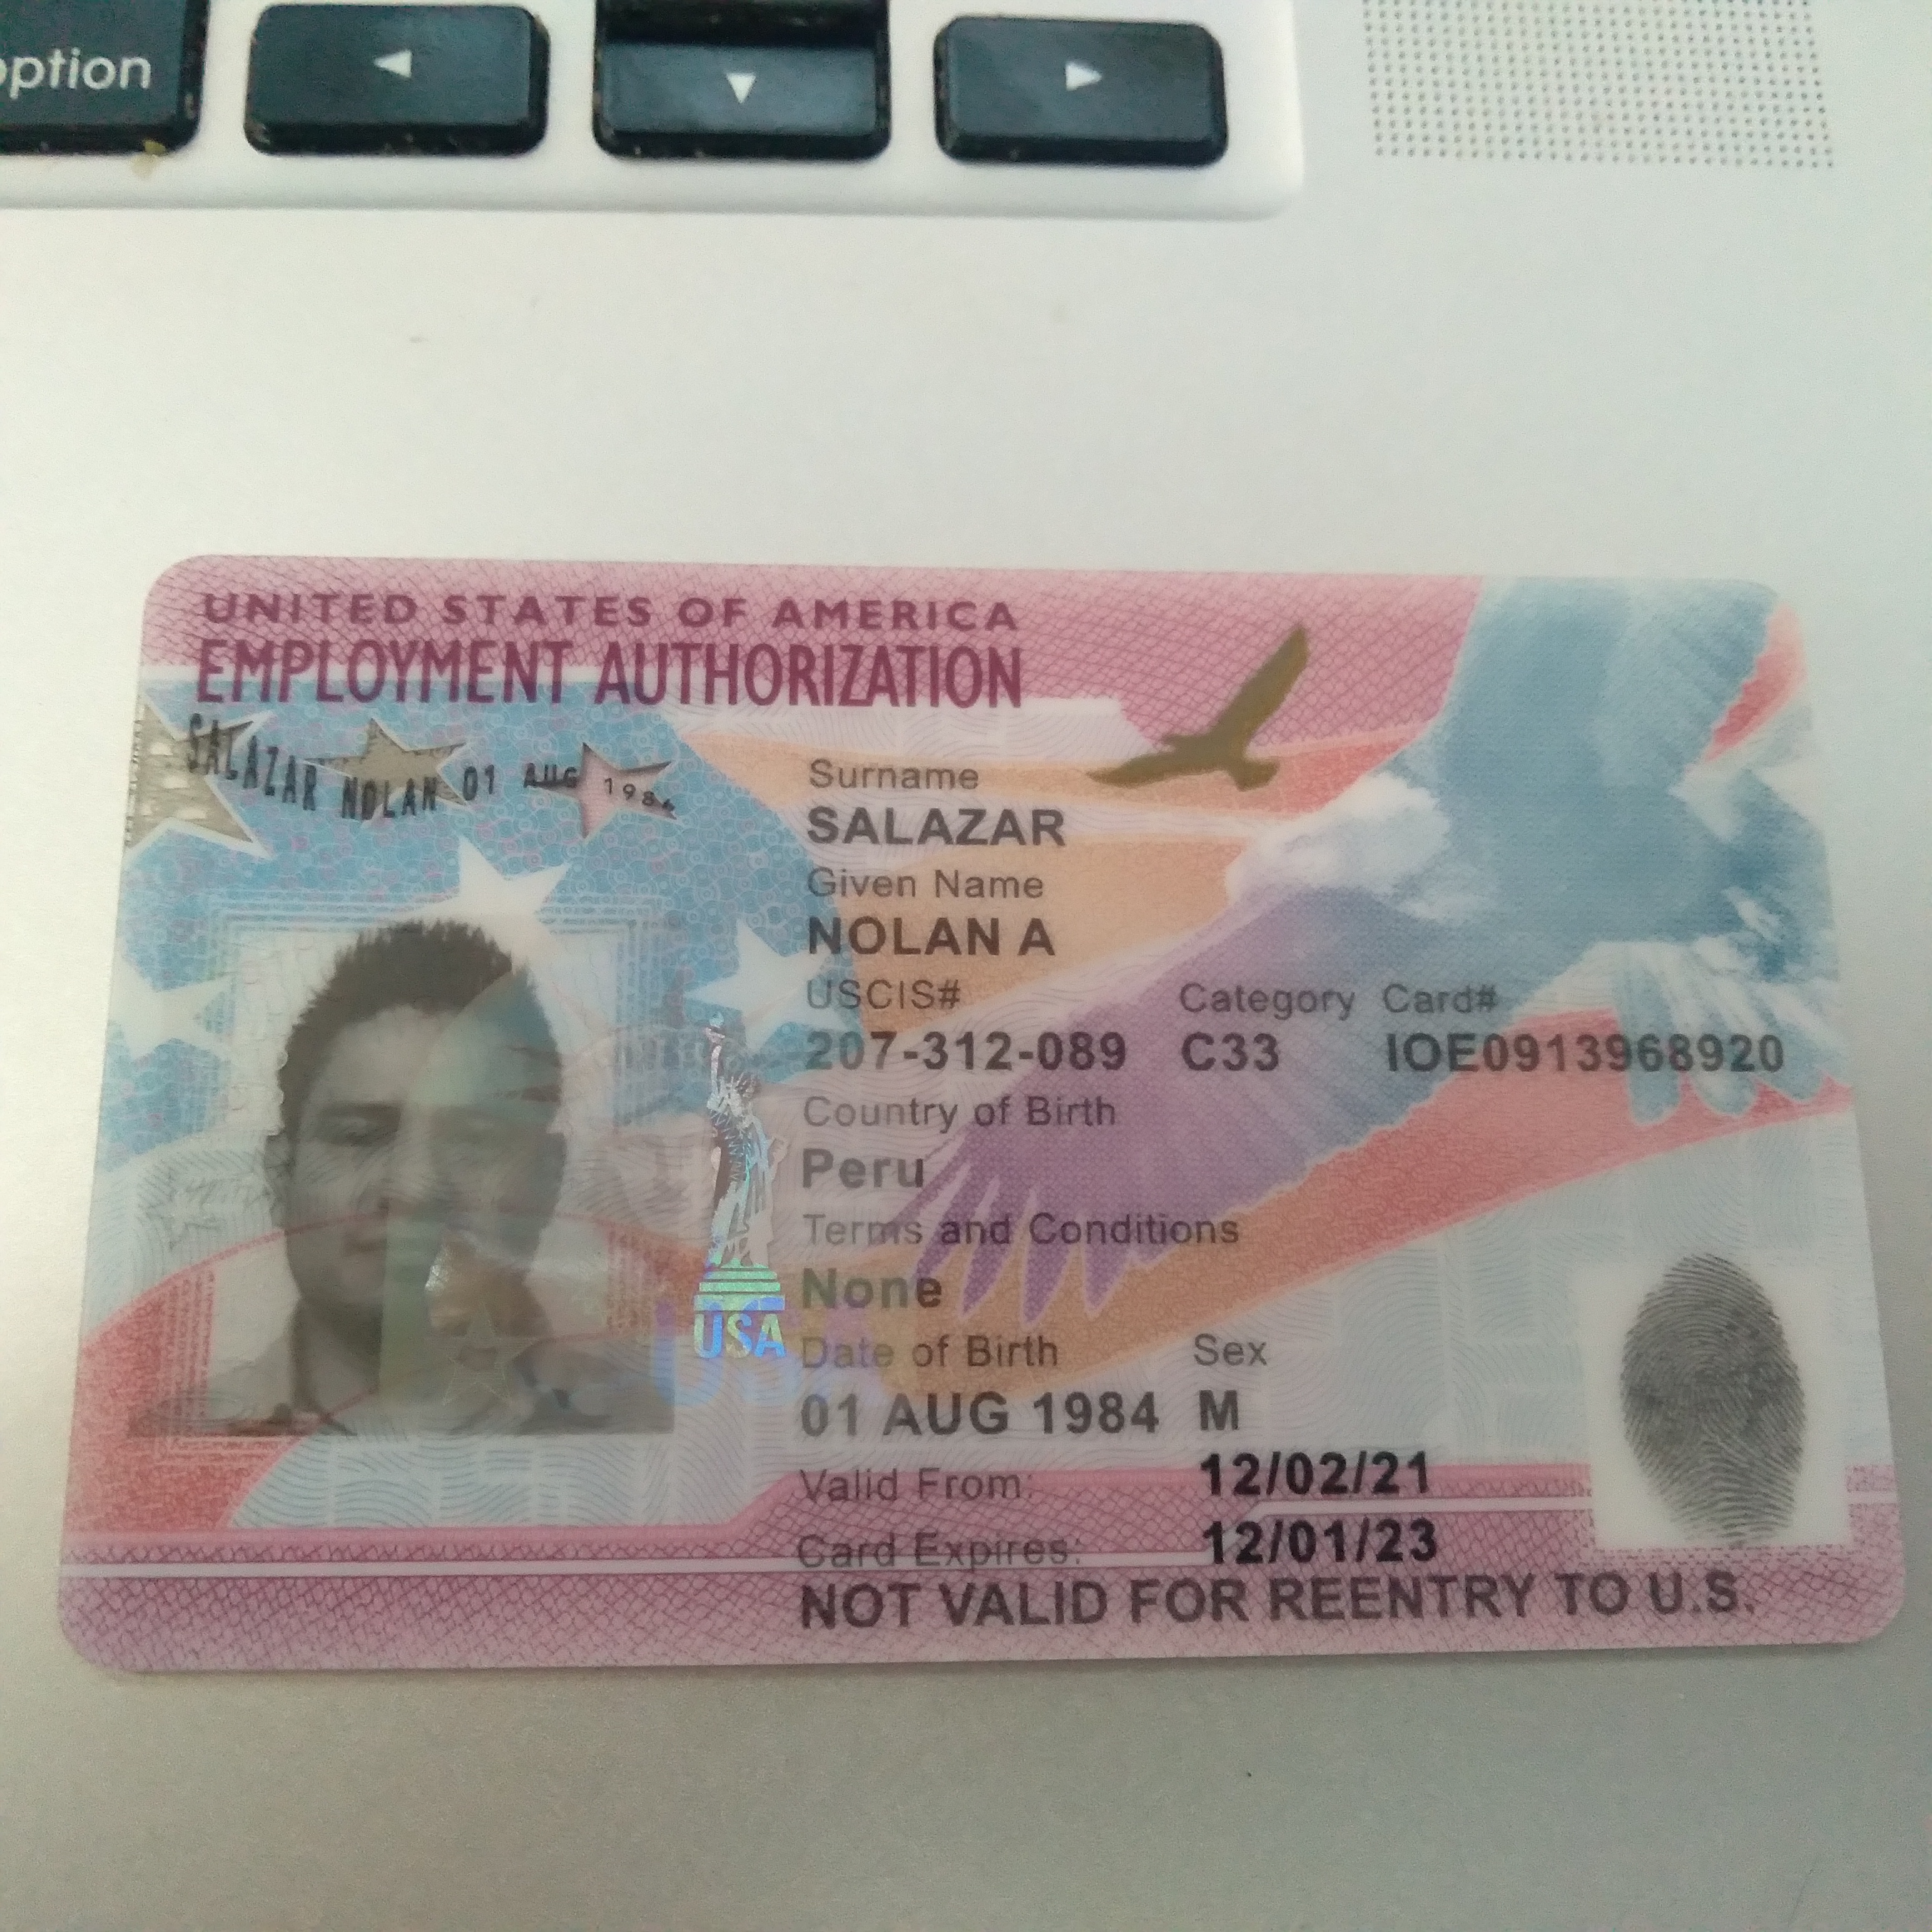 UNITED STATES OF AMERICA
EMPLOYMENT AUTHORIZATION
SALAZAR NOLAN 01 AUG 1984
Surname
SALAZAR
Given Name
NOLAN A
USCIS# Category Card#
207-312-089 C33 IOE0913968920
Country of Birth
Peru
Terms and Conditions
None
Date of Birth Sex
01 AUG 1984 M
Valid From: 12/02/21
Card Expires: 12/01/23
NOT VALID FOR REENTRY TO U.S.
USA
option